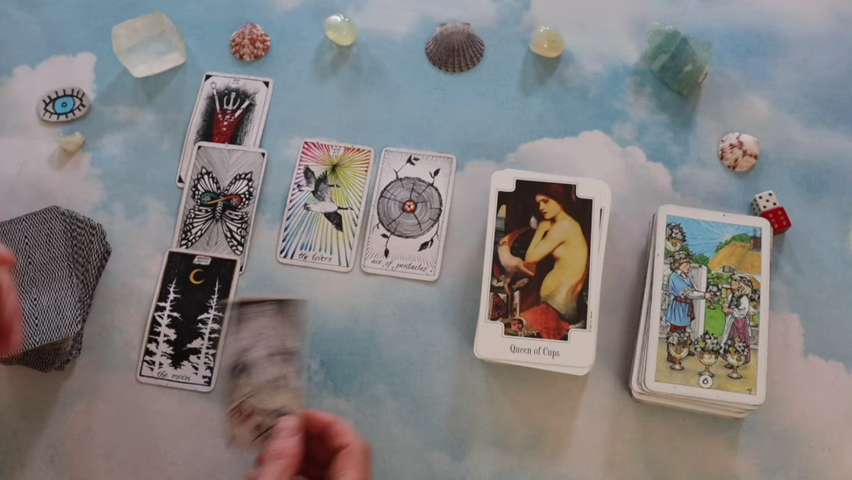 the lovers
ace of pentacles
the moon
Queen of Cups
6